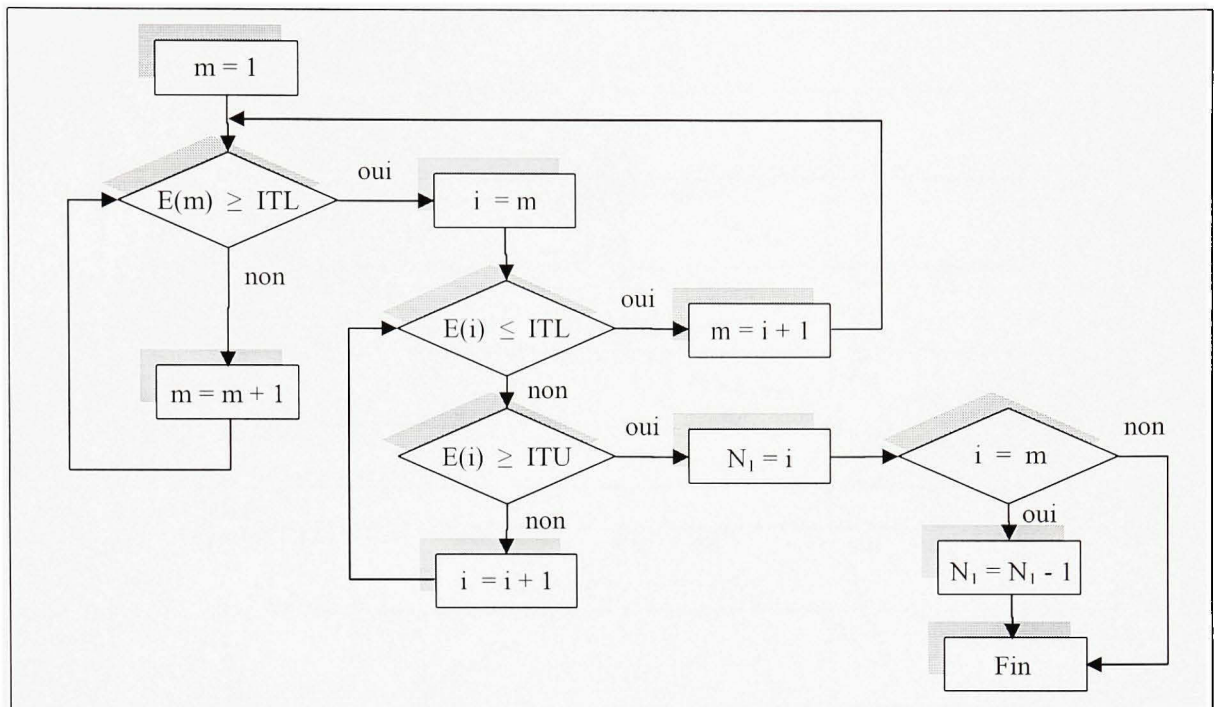 m = 1
E(m) ≥ ITL
oui
i = m
non
m = m + 1
E(i) ≤ ITL
oui
m = i + 1
non
E(i) ≥ ITU
oui
N₁ = i
i = m
non
non
i = i + 1
oui
N₁ = N₁ - 1
Fin